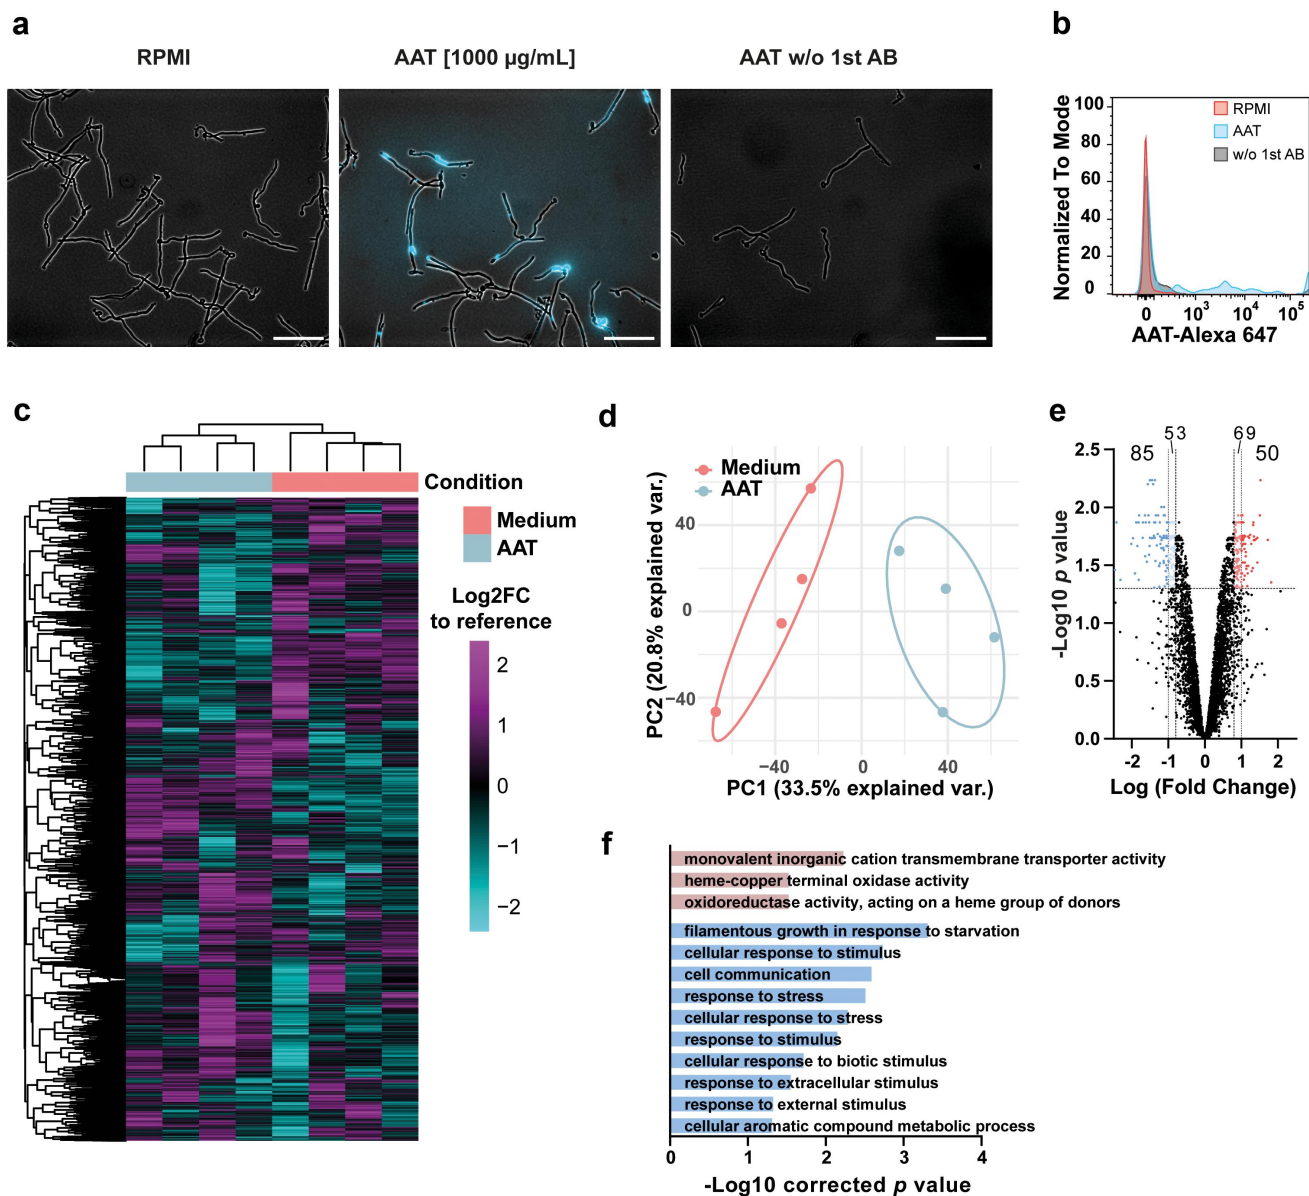 a
RPMI
AAT [1000 µg/mL]
AAT w/o 1st AB
b
Normalized To Mode
100
80
60
40
20
0
RPMI
AAT
w/o 1st AB
0
10³
10⁴
10⁵
AAT-Alexa 647
c
Condition
Medium
AAT
Log2FC
to reference
2
1
0
−1
−2
d
Medium
AAT
PC2 (20.8% explained var.)
40
0
−40
−40
0
40
PC1 (33.5% explained var.)
e
85
53
69
50
-Log10 p value
2.5
2.0
1.5
1.0
0.5
0.0
-2
-1
0
1
2
Log (Fold Change)
f
monovalent inorganic cation transmembrane transporter activity
heme-copper terminal oxidase activity
oxidoreductase activity, acting on a heme group of donors
filamentous growth in response to starvation
cellular response to stimulus
cell communication
response to stress
cellular response to stress
response to stimulus
cellular response to biotic stimulus
response to extracellular stimulus
response to external stimulus
cellular aromatic compound metabolic process
0
1
2
3
4
-Log10 corrected p value